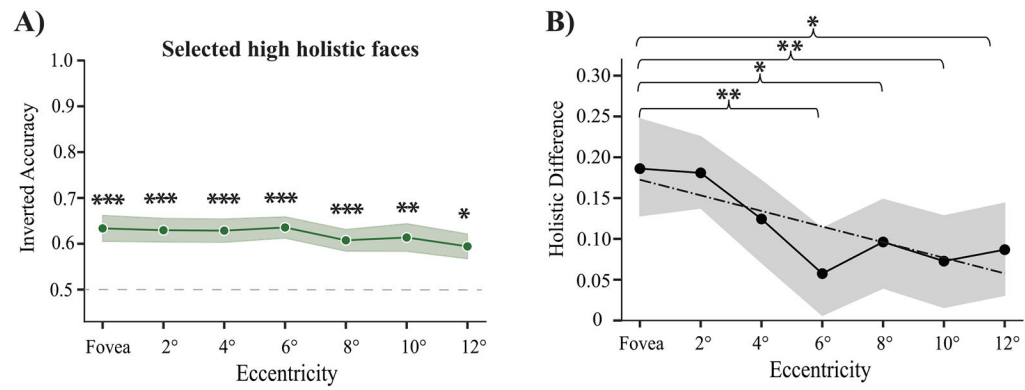 A)
Selected high holistic faces
Inverted Accuracy
1.0
0.9
0.8
0.7
0.6
0.5
***
***
***
***
***
**
*
Fovea 2° 4° 6° 8° 10° 12°
Eccentricity
B)
*
**
*
**
Holistic Difference
0.30
0.25
0.20
0.15
0.10
0.05
0
Fovea 2° 4° 6° 8° 10° 12°
Eccentricity